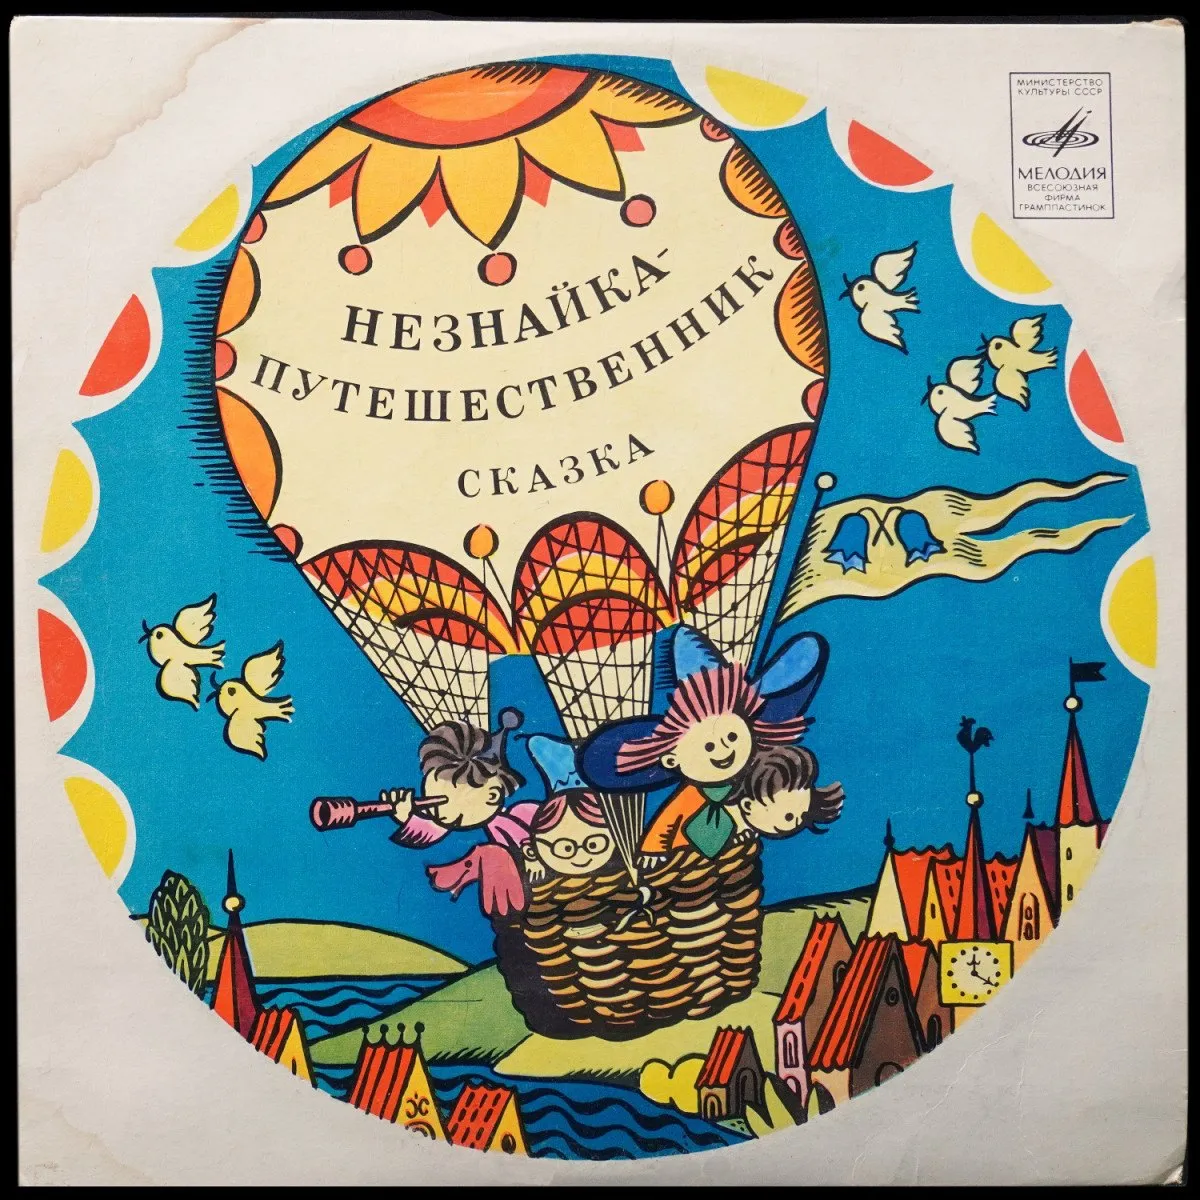 МИНИСТЕРСТВО
КУЛЬТУРЫ СССР
МЕЛОДИЯ
ВСЕСОЮЗНАЯ
ФИРМА
ГРАМПЛАСТИНОК
НЕЗНАЙКА-
ПУТЕШЕСТВЕННИК
СКАЗКА